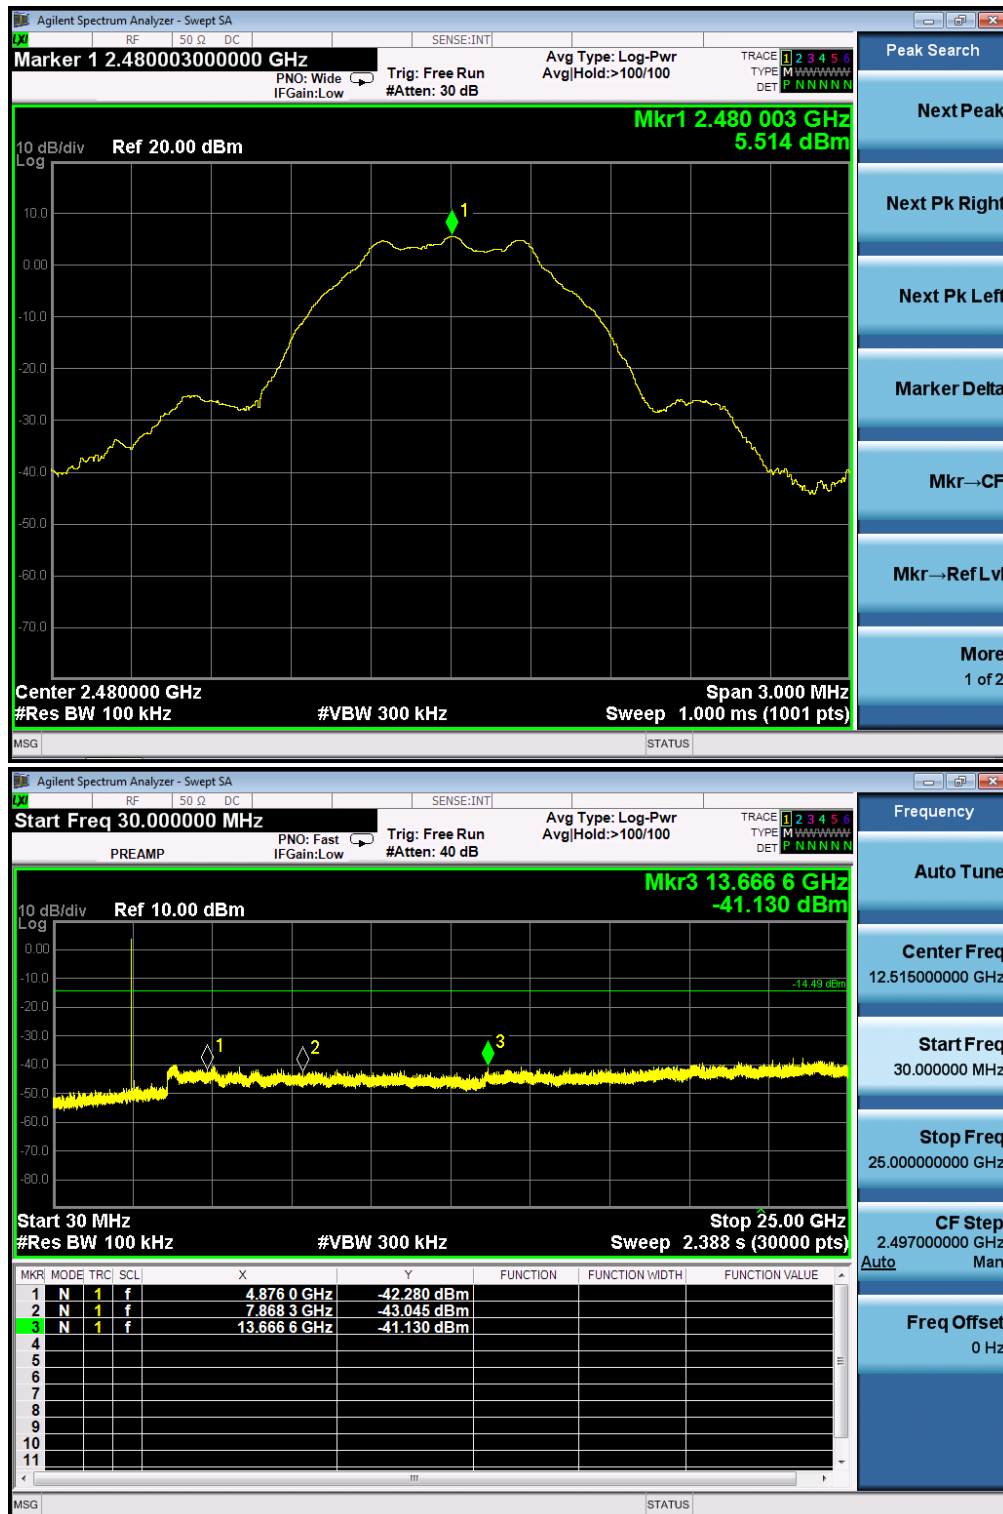 Agilent Spectrum Analyzer - Swept SA
LXI RF 50 Ω DC SENSE:INT
Marker 1 2.480003000000 GHz
PNO: Wide
IFGain:Low
Trig: Free Run
#Atten: 30 dB
Avg Type: Log-Pwr
Avg|Hold:>100/100
TRACE 1 2 3 4 5 6
TYPE M WWWWW
DET P N N N N N
Mkr1 2.480 003 GHz
5.514 dBm
10 dB/div Ref 20.00 dBm
Log
10.0
0.00
-10.0
-20.0
-30.0
-40.0
-50.0
-60.0
-70.0
1
Center 2.480000 GHz Span 3.000 MHz
#Res BW 100 kHz #VBW 300 kHz Sweep 1.000 ms (1001 pts)
MSG STATUS
Peak Search
Next Peak
Next Pk Right
Next Pk Left
Marker Delta
Mkr→CF
Mkr→Ref Lvl
More
1 of 2
Agilent Spectrum Analyzer - Swept SA
LXI RF 50 Ω DC SENSE:INT
Start Freq 30.000000 MHz
PREAMP
PNO: Fast
IFGain:Low
Trig: Free Run
#Atten: 40 dB
Avg Type: Log-Pwr
Avg|Hold:>100/100
TRACE 1 2 3 4 5 6
TYPE M WWWWW
DET P N N N N N
Mkr3 13.666 6 GHz
-41.130 dBm
10 dB/div Ref 10.00 dBm
Log
0.00
-10.0
-20.0
-30.0
-40.0
-50.0
-60.0
-70.0
-80.0
-14.49 dBm
1
2
3
Start 30 MHz Stop 25.00 GHz
#Res BW 100 kHz #VBW 300 kHz Sweep 2.388 s (30000 pts)
MKR MODE TRC SCL X Y FUNCTION FUNCTION WIDTH FUNCTION VALUE
1 N 1 f 4.876 0 GHz -42.280 dBm
2 N 1 f 7.868 3 GHz -43.045 dBm
3 N 1 f 13.666 6 GHz -41.130 dBm
4
5
6
7
8
9
10
11
MSG STATUS
Frequency
Auto Tune
Center Freq
12.515000000 GHz
Start Freq
30.000000 MHz
Stop Freq
25.000000000 GHz
CF Step
2.497000000 GHz
Auto Man
Freq Offset
0 Hz